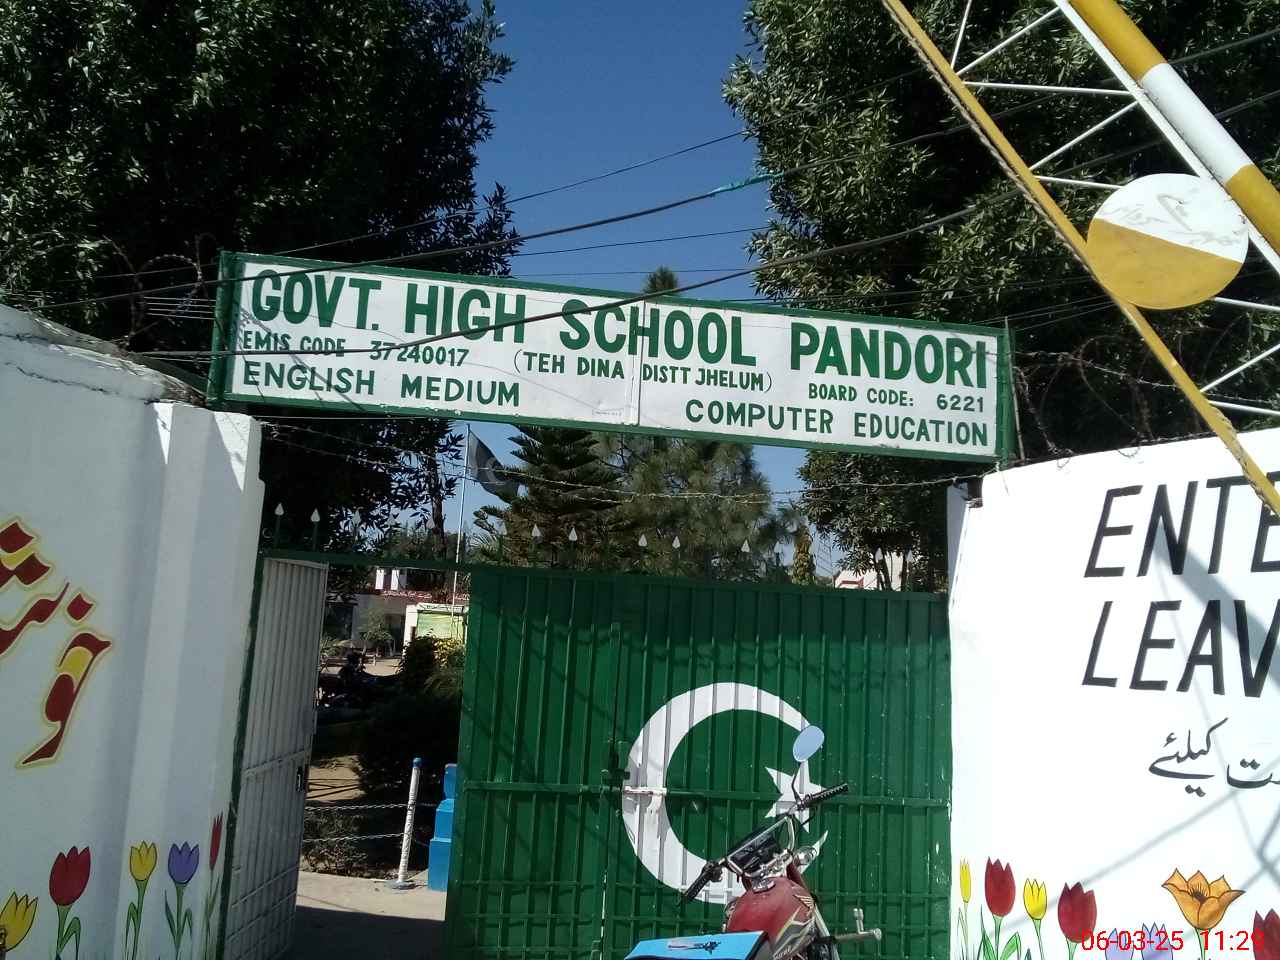 GOVT. HIGH SCHOOL PANDORI
EMIS CODE 37240017 (TEH DINA DISTT JHELUM) BOARD CODE: 6221
ENGLISH MEDIUM COMPUTER EDUCATION
ENTE
LEAV
کیلئے
06-03-25 11:29